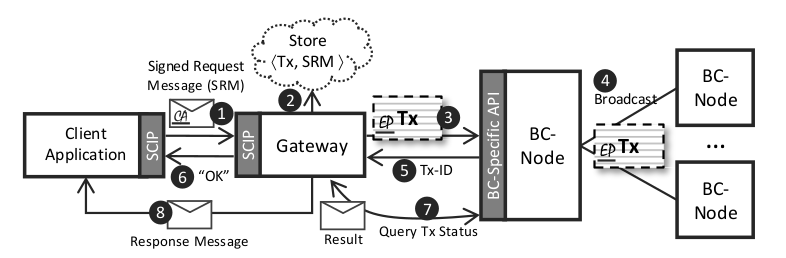 Signed Request
Message (SRM)
Store
⟨Tx, SRM⟩
CA
1
2
EP Tx
3
4
Broadcast
BC-
Node
Client
Application
SCIP
SCIP
Gateway
BC-Specific API
BC-
Node
EP Tx
...
6 "OK"
5 Tx-ID
BC-
Node
8
7
Response Message
Result
Query Tx Status